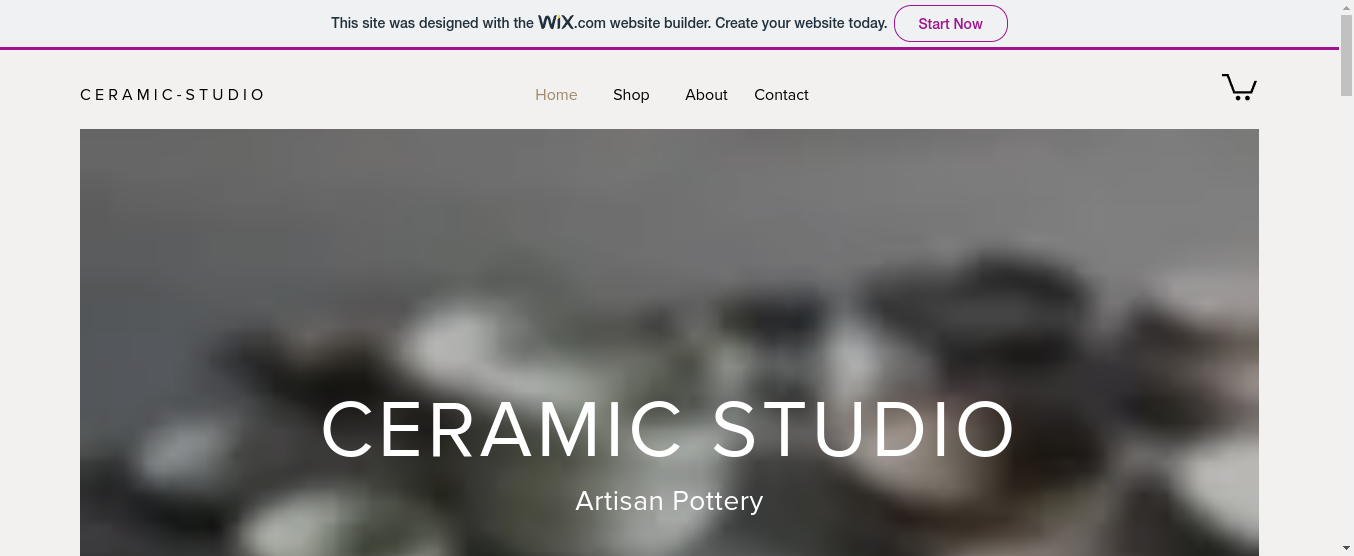 This site was designed with the WiX.com website builder. Create your website today. Start Now
CERAMIC-STUDIO
Home Shop About Contact
CERAMIC STUDIO
Artisan Pottery